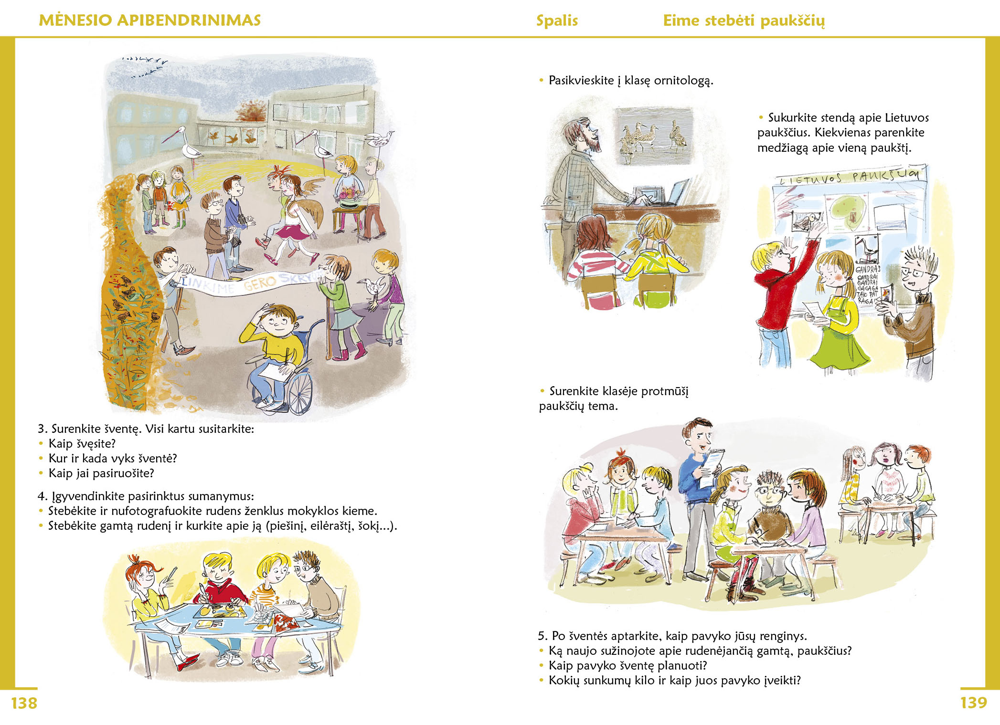 MĖNESIO APIBENDRINIMAS
LINKIME GERO
3. Surenkite šventę. Visi kartu susitarkite:
• Kaip švęsite?
• Kur ir kada vyks šventė?
• Kaip jai pasiruošite?
4. Įgyvendinkite pasirinktus sumanymus:
• Stebėkite ir nufotografuokite rudens ženklus mokyklos kieme.
• Stebėkite gamtą rudenį ir kurkite apie ją (piešinį, eilėraštį, šokį...).
138
Spalis Eime stebėti paukščių
• Pasikvieskite į klasę ornitologą.
• Sukurkite stendą apie Lietuvos
paukščius. Kiekvienas parenkite
medžiagą apie vieną paukštį.
LIETUVOS PAUKŠČIAI
GANDRAS
GANDRAI
GANDRAI
GAGAGA
TAVO PAT
RAGA!
• Surenkite klasėje protmūšį
paukščių tema.
5. Po šventės aptarkite, kaip pavyko jūsų renginys.
• Ką naujo sužinojote apie rudenėjančią gamtą, paukščius?
• Kaip pavyko šventę planuoti?
• Kokių sunkumų kilo ir kaip juos pavyko įveikti?
139